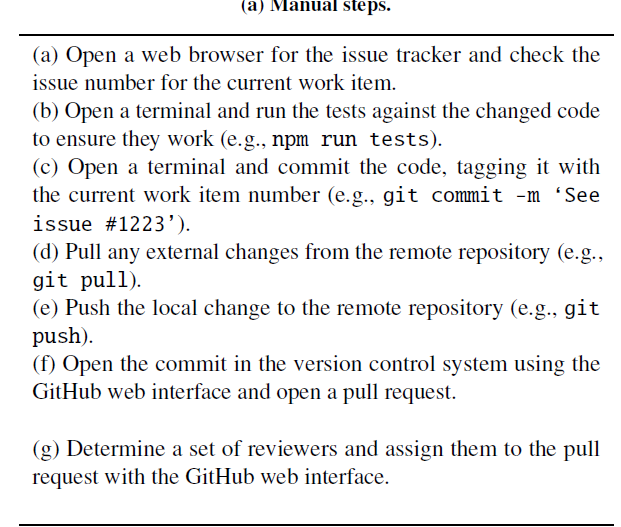 (a) Manual steps.
(a) Open a web browser for the issue tracker and check the
issue number for the current work item.
(b) Open a terminal and run the tests against the changed code
to ensure they work (e.g., npm run tests).
(c) Open a terminal and commit the code, tagging it with
the current work item number (e.g., git commit -m ‘See
issue #1223’).
(d) Pull any external changes from the remote repository (e.g.,
git pull).
(e) Push the local change to the remote repository (e.g., git
push).
(f) Open the commit in the version control system using the
GitHub web interface and open a pull request.
(g) Determine a set of reviewers and assign them to the pull
request with the GitHub web interface.